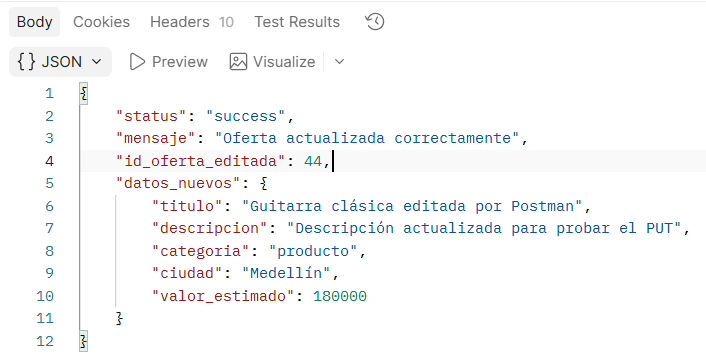 Body Cookies Headers 10 Test Results
{} JSON Preview Visualize
1 {
2 "status": "success",
3 "mensaje": "Oferta actualizada correctamente",
4 "id_oferta_editada": 44,
5 "datos_nuevos": {
6 "titulo": "Guitarra clásica editada por Postman",
7 "descripcion": "Descripción actualizada para probar el PUT",
8 "categoria": "producto",
9 "ciudad": "Medellín",
10 "valor_estimado": 180000
11 }
12 }